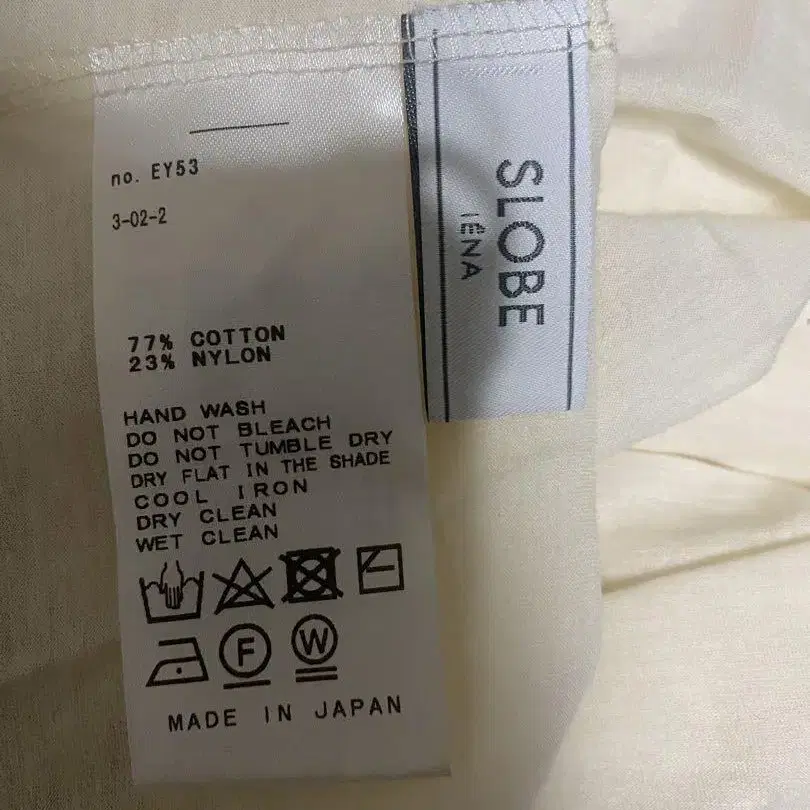 no. EY53
3-02-2
77% COTTON
23% NYLON
HAND WASH
DO NOT BLEACH
DO NOT TUMBLE DRY
DRY FLAT IN THE SHADE
COOL IRON
DRY CLEAN
WET CLEAN
F W
MADE IN JAPAN
SLOBE
IÉNA